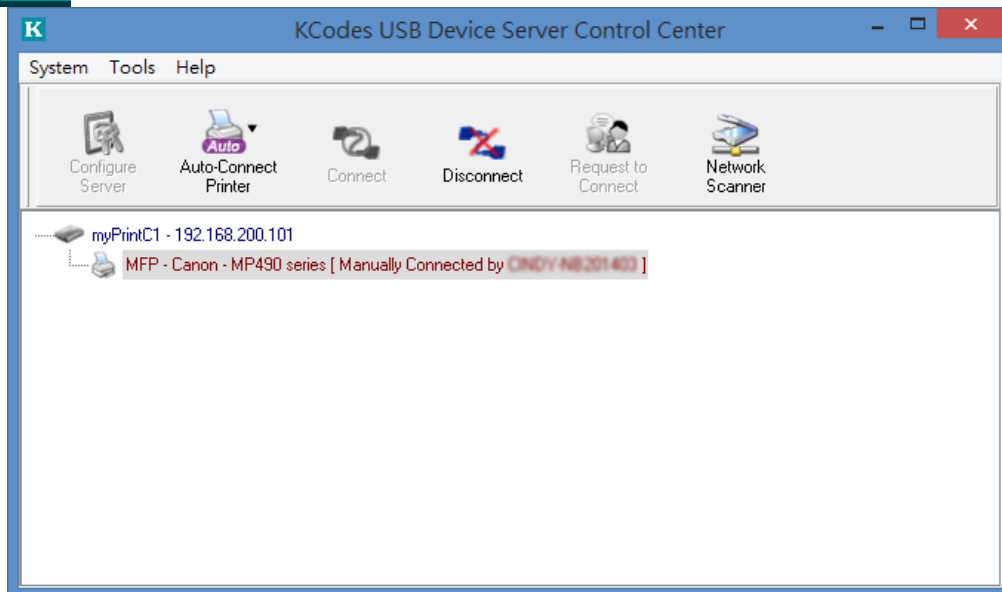 K KCodes USB Device Server Control Center
System Tools Help
Auto
Configure Server
Auto-Connect Printer
Connect
Disconnect
Request to Connect
Network Scanner
myPrintC1 - 192.168.200.101
MFP - Canon - MP490 series [ Manually Connected by ]